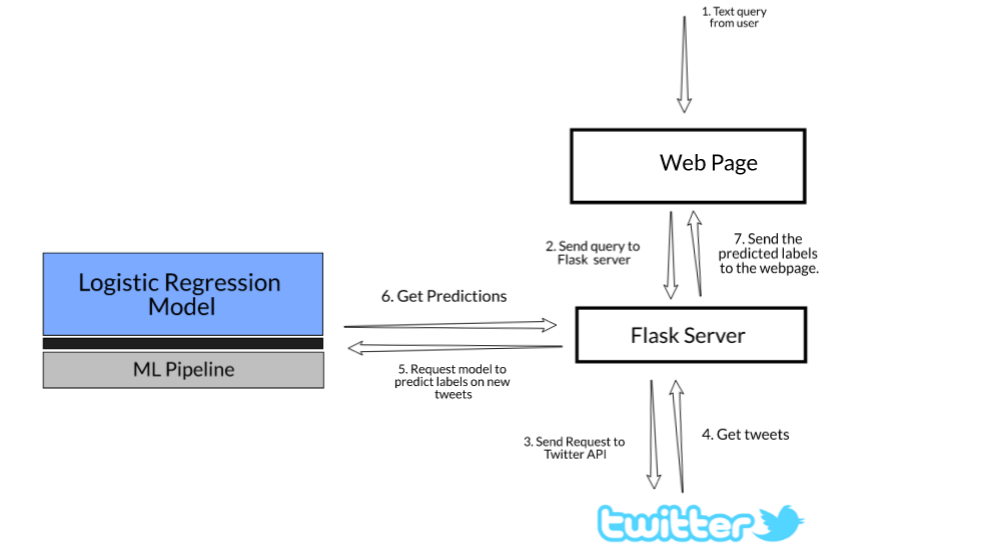 1. Text query
from user
Web Page
2. Send query to
Flask server
7. Send the
predicted labels
to the webpage.
Logistic Regression
Model
6. Get Predictions
Flask Server
ML Pipeline
5. Request model to
predict labels on new
tweets
3. Send Request to
Twitter API
4. Get tweets
twitter